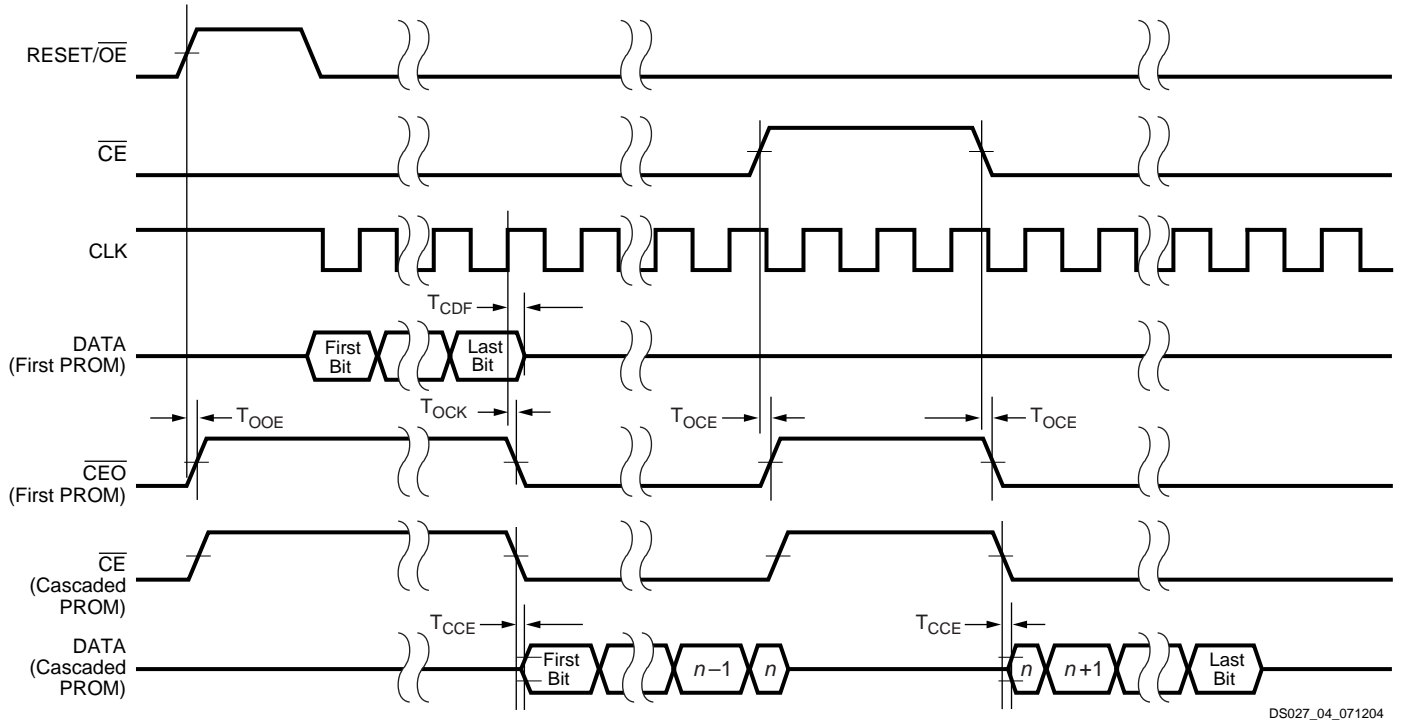 RESET/OE
CE
CLK
TCDF
DATA
(First PROM)
First
Bit
Last
Bit
TOOE
TOCK
TOCE
TOCE
CEO
(First PROM)
CE
(Cascaded
PROM)
TCCE
TCCE
DATA
(Cascaded
PROM)
First
Bit
n–1
n
n
n+1
Last
Bit
DS027_04_071204